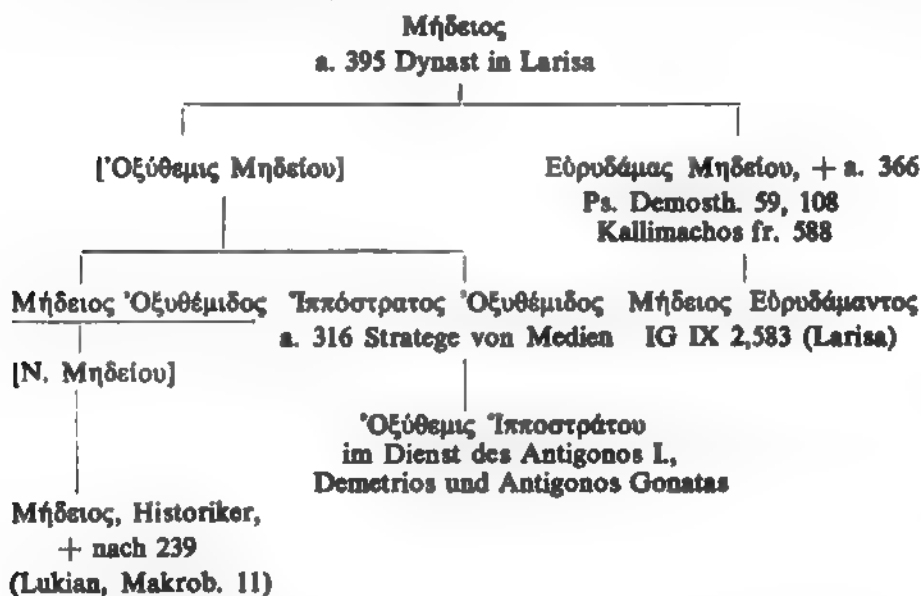 Μήδειος
a. 395 Dynast in Larisa
[Ὀξύθεμις Μηδείου]
Εὐρυδάμας Μηδείου, + a. 366
Ps. Demosth. 59, 108
Kallimachos fr. 588
Μήδειος Ὀξυθέμιδος
Ἱππόστρατος Ὀξυθέμιδος
a. 316 Stratege von Medien
Μήδειος Εὐρυδάμαντος
IG IX 2,583 (Larisa)
[N. Μηδείου]
Ὀξύθεμις Ἱπποστράτου
im Dienst des Antigonos I.,
Demetrios und Antigonos Gonatas
Μήδειος, Historiker,
+ nach 239
(Lukian, Makrob. 11)